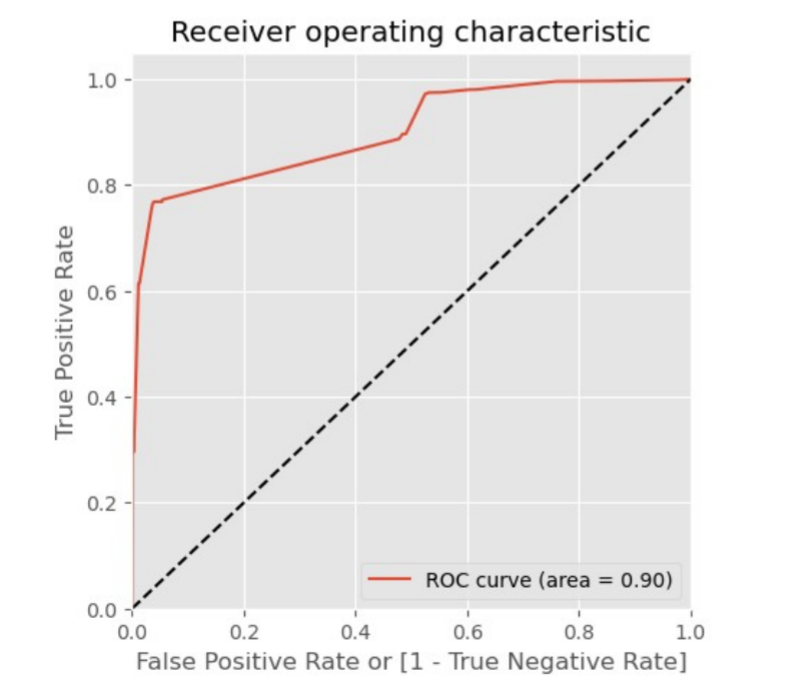 Receiver operating characteristic
1.0
0.8
0.6
0.4
0.2
0.0
True Positive Rate
ROC curve (area = 0.90)
0.0 0.2 0.4 0.6 0.8 1.0
False Positive Rate or [1 - True Negative Rate]